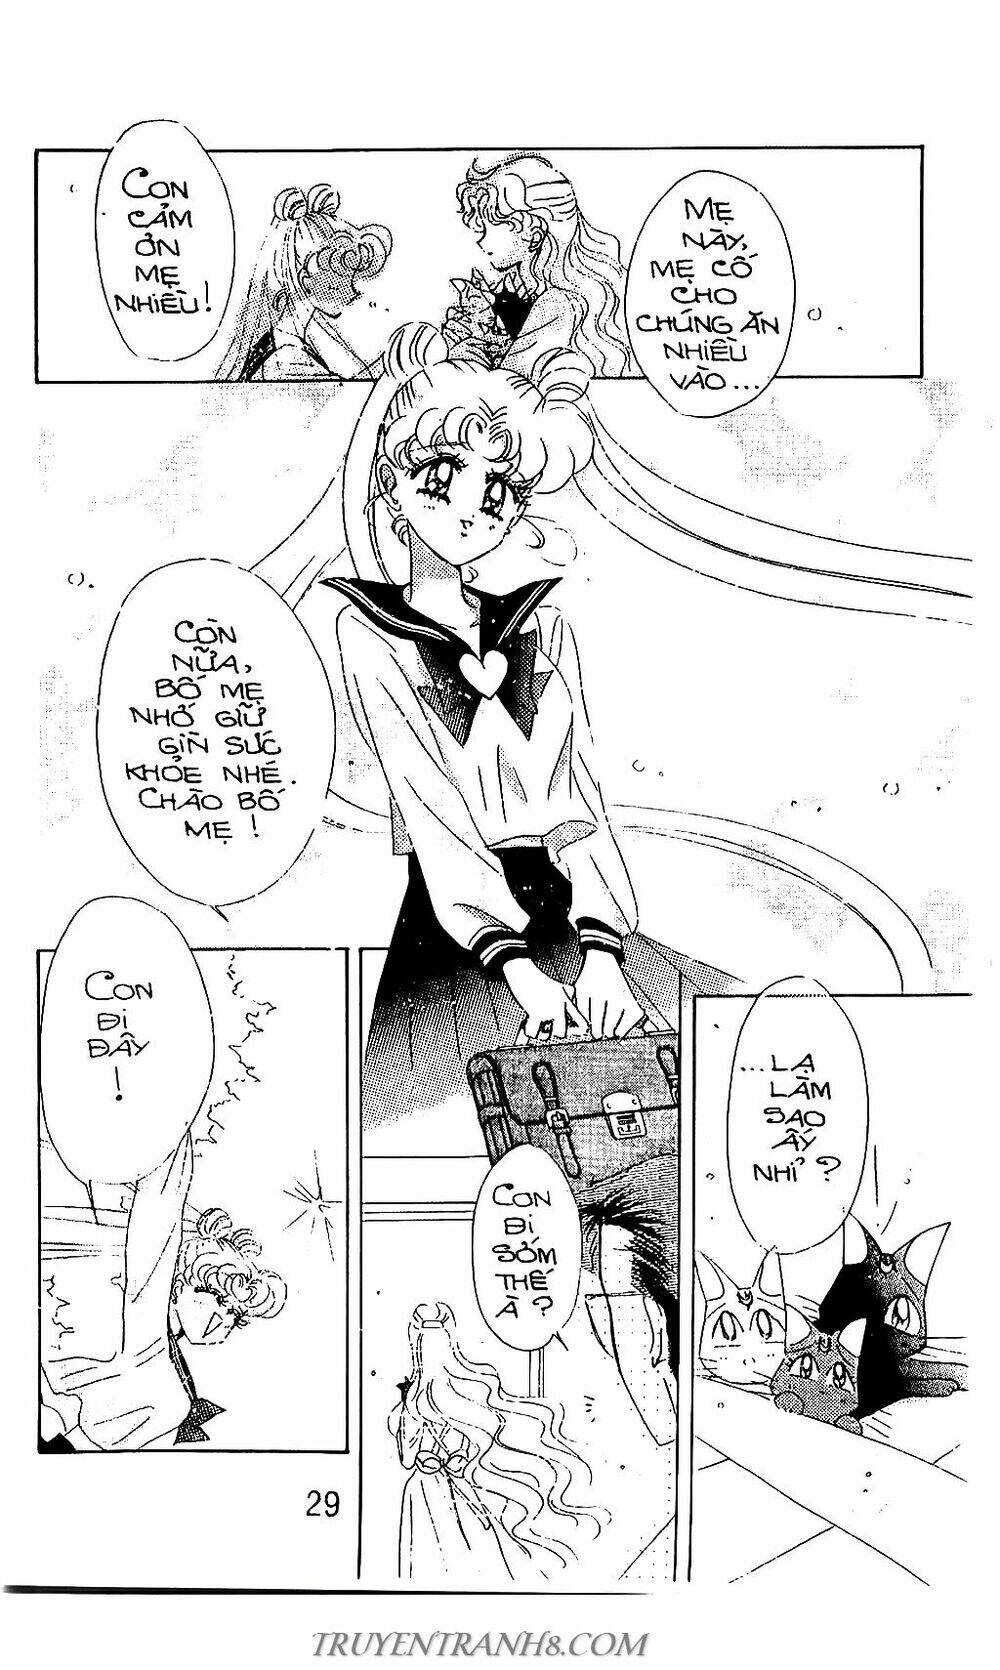 MẸ
NÀY,
MẸ CỐ
CHO
CHÚNG ĂN
NHIỀU
VÀO...
CON
CẢM
ƠN
MẸ
NHIỀU!
CÒN
NỮA,
BỐ MẸ
NHỚ GIỮ
GÌN SỨC
KHỎE NHÉ.
CHÀO BỐ
MẸ!
...LẠ
LÀM
SAO
ẤY
NHỈ?
CON
ĐI
SỚM
THẾ
À?
CON
ĐI
ĐÂY
!
29
TRUYENTRANH8.COM